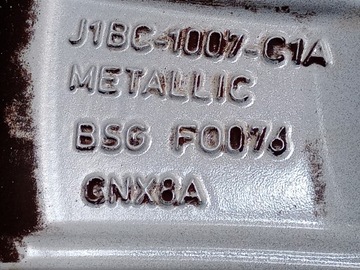 J1BC-1007-C1A
METALLIC
BSG F0076
CNX8A